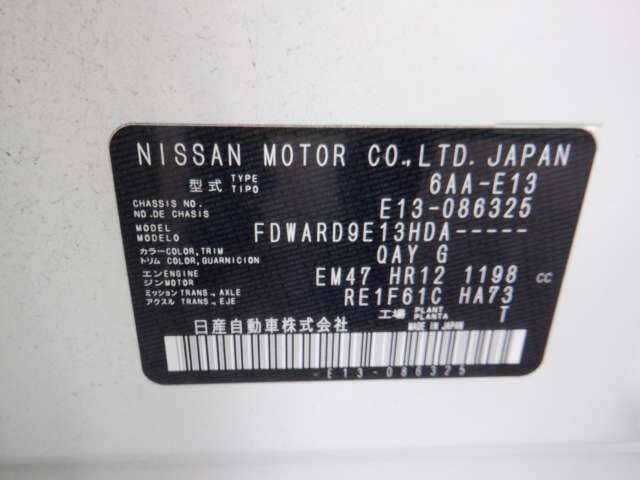 NISSAN MOTOR CO.,LTD. JAPAN
型式 TYPE TIPO 6AA-E13
CHASSIS NO. NO.DE CHASIS E13-086325
MODEL MODELO FDWARD9E13HDA-----
カラー COLOR, TRIM トリム COLOR, GUARNICION QAY G
エンジン ENGINE MOTOR EM47 HR12 1198 cc
ミッション TRANS., AXLE アクスル TRANS., EJE RE1F61C HA73
工場 PLANT PLANTA T
日産自動車株式会社 MADE IN JAPAN
-E13-086325